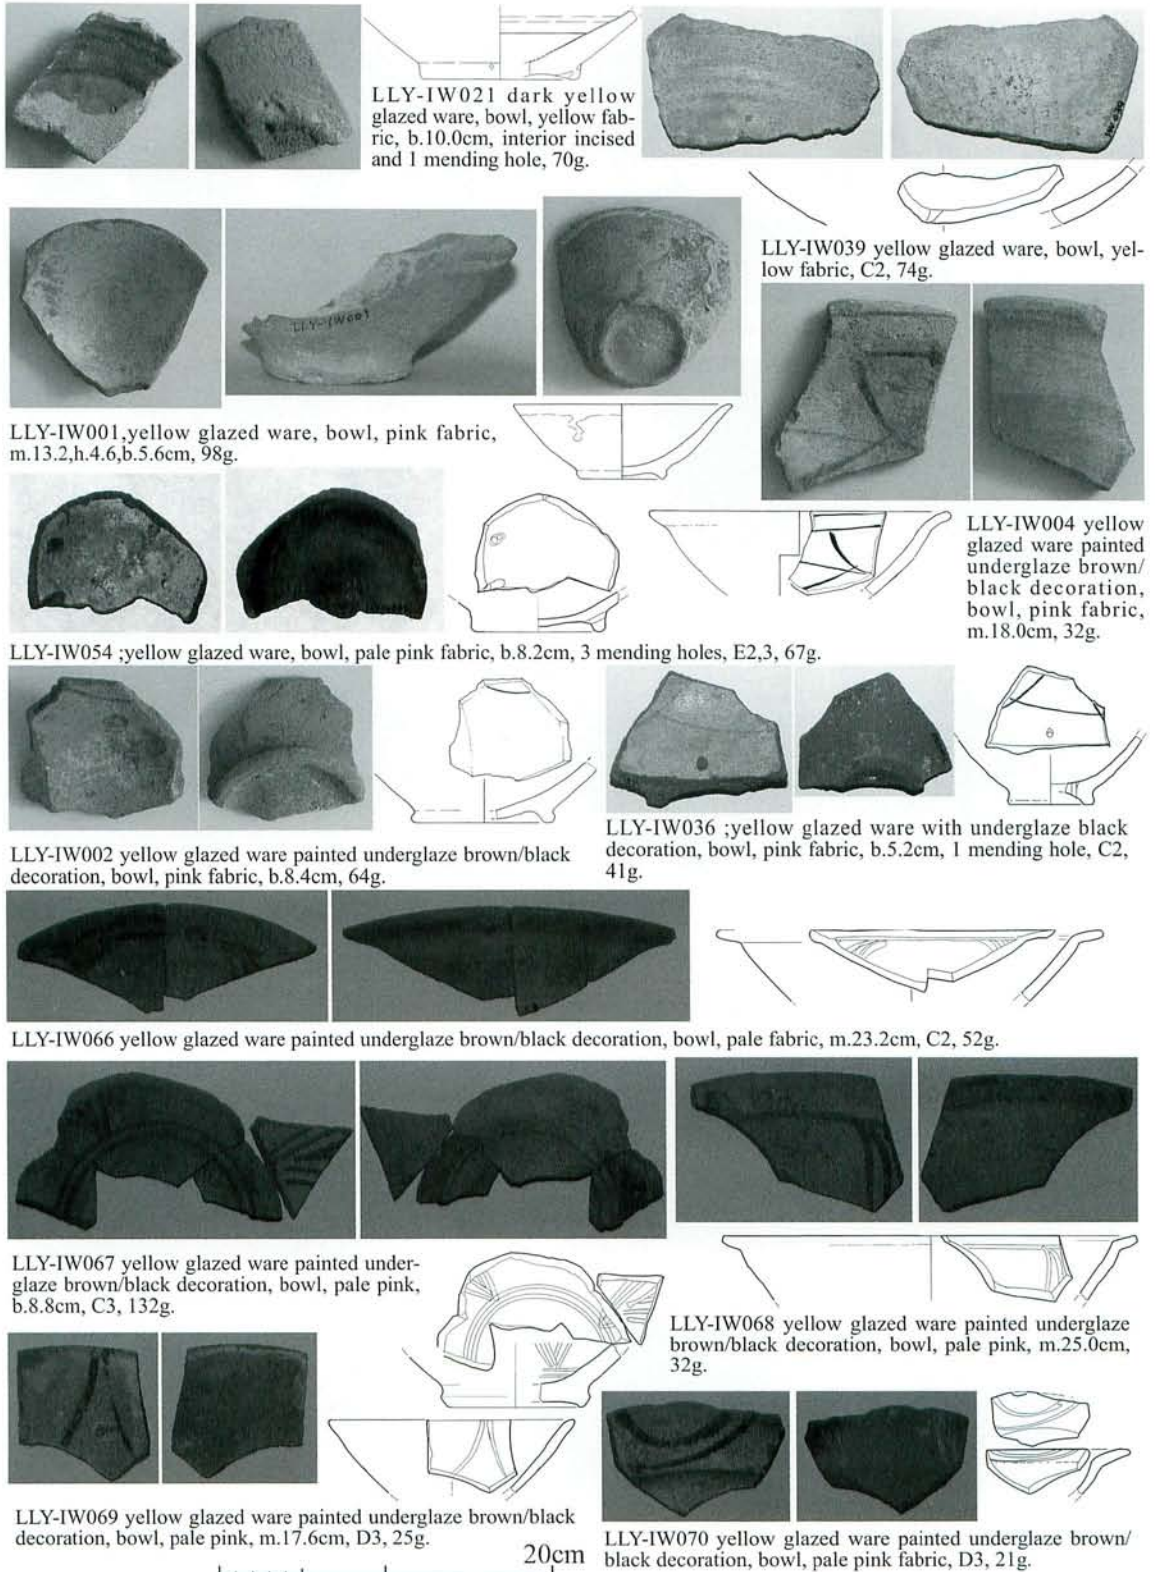 LLY-IW021 dark yellow
glazed ware, bowl, yellow fab-
ric, b.10.0cm, interior incised
and 1 mending hole, 70g.
LLY-IW039 yellow glazed ware, bowl, yel-
low fabric, C2, 74g.
LLY-IW001
LLY-IW001,yellow glazed ware, bowl, pink fabric,
m.13.2,h.4.6,b.5.6cm, 98g.
LLY-IW004 yellow
glazed ware painted
underglaze brown/
black decoration,
bowl, pink fabric,
m.18.0cm, 32g.
LLY-IW054 ;yellow glazed ware, bowl, pale pink fabric, b.8.2cm, 3 mending holes, E2,3, 67g.
LLY-IW002 yellow glazed ware painted underglaze brown/black
decoration, bowl, pink fabric, b.8.4cm, 64g.
LLY-IW036 ;yellow glazed ware with underglaze black
decoration, bowl, pink fabric, b.5.2cm, 1 mending hole, C2,
41g.
LLY-IW066 yellow glazed ware painted underglaze brown/black decoration, bowl, pale fabric, m.23.2cm, C2, 52g.
LLY-IW067 yellow glazed ware painted under-
glaze brown/black decoration, bowl, pale pink,
b.8.8cm, C3, 132g.
LLY-IW068 yellow glazed ware painted underglaze
brown/black decoration, bowl, pale pink, m.25.0cm,
32g.
LLY-IW069 yellow glazed ware painted underglaze brown/black
decoration, bowl, pale pink, m.17.6cm, D3, 25g.
LLY-IW070 yellow glazed ware painted underglaze brown/
black decoration, bowl, pale pink fabric, D3, 21g.
20cm